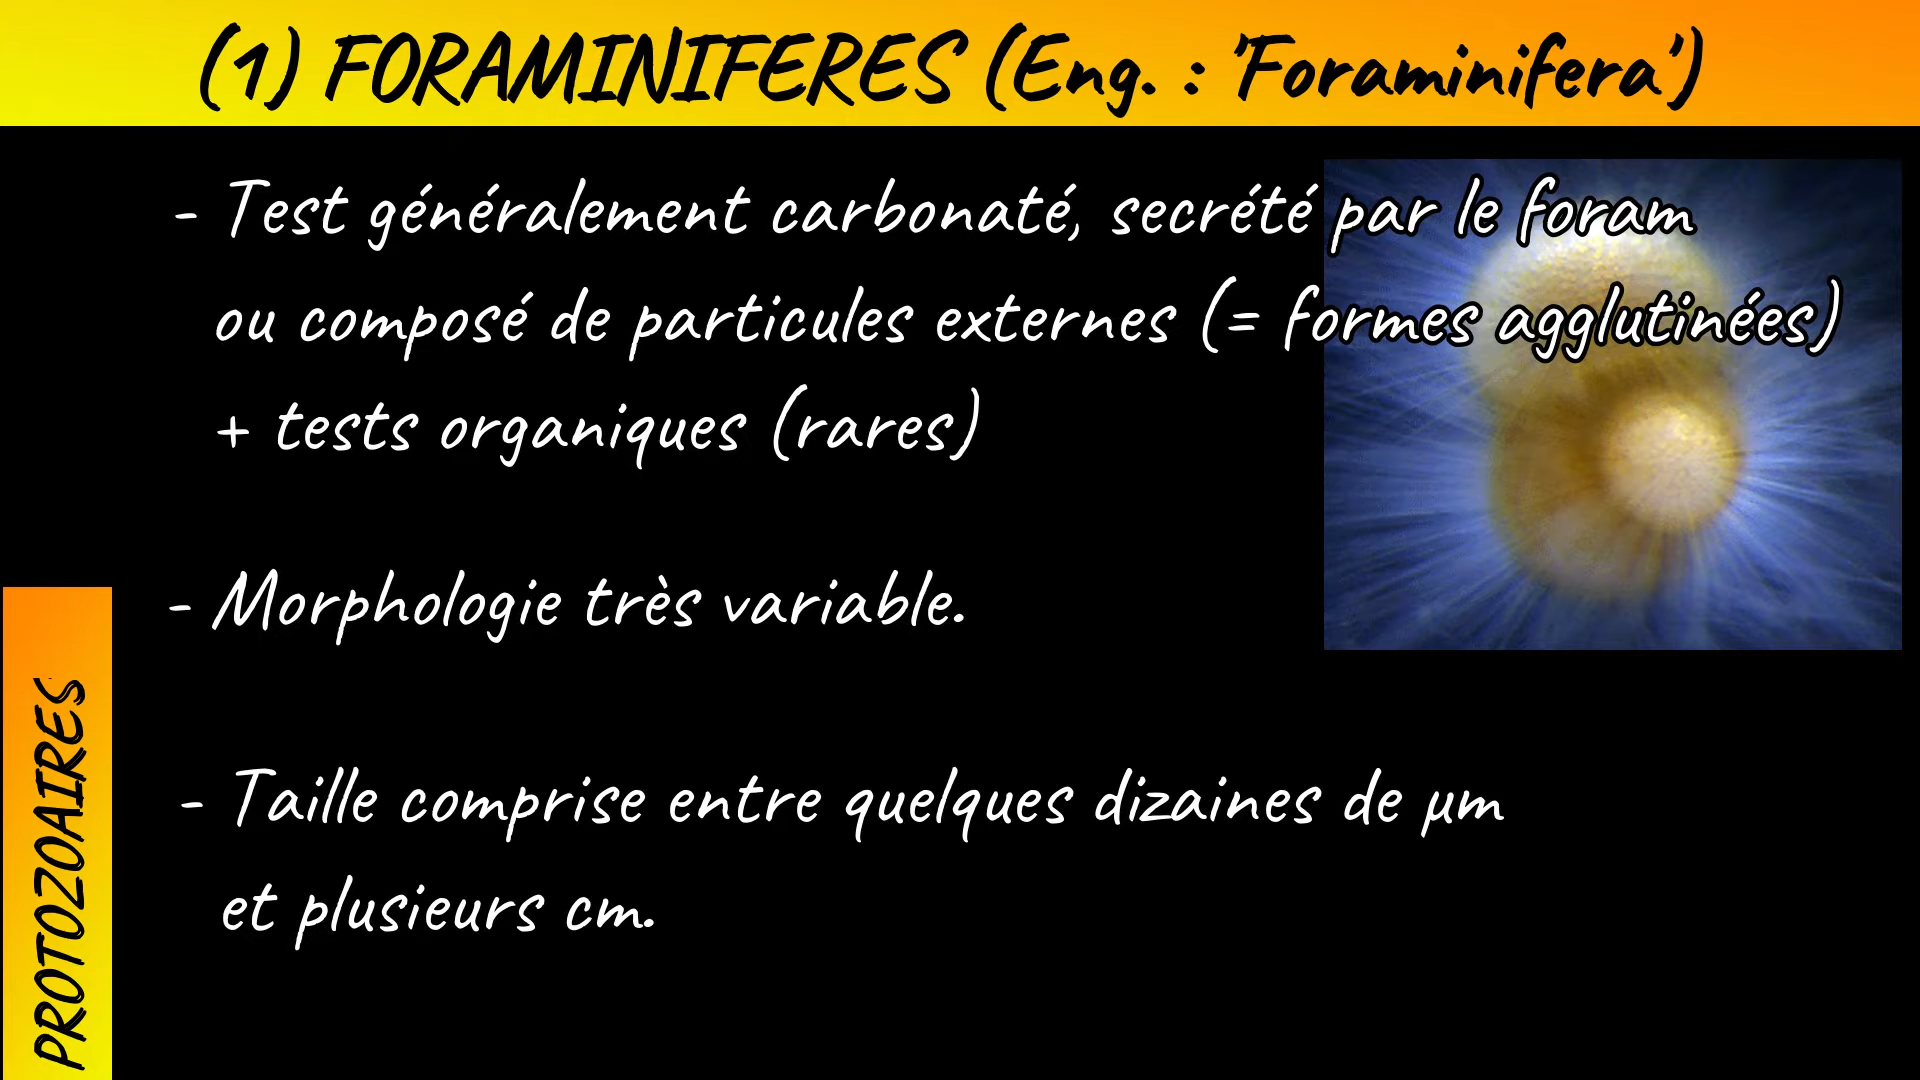 (1) FORAMINIFERES (Eng. : 'Foraminifera')
- Test généralement carbonaté, secrété par le foram
ou composé de particules externes (= formes agglutinées)
+ tests organiques (rares)
- Morphologie très variable.
- Taille comprise entre quelques dizaines de µm
et plusieurs cm.
PROTOZOAIRES